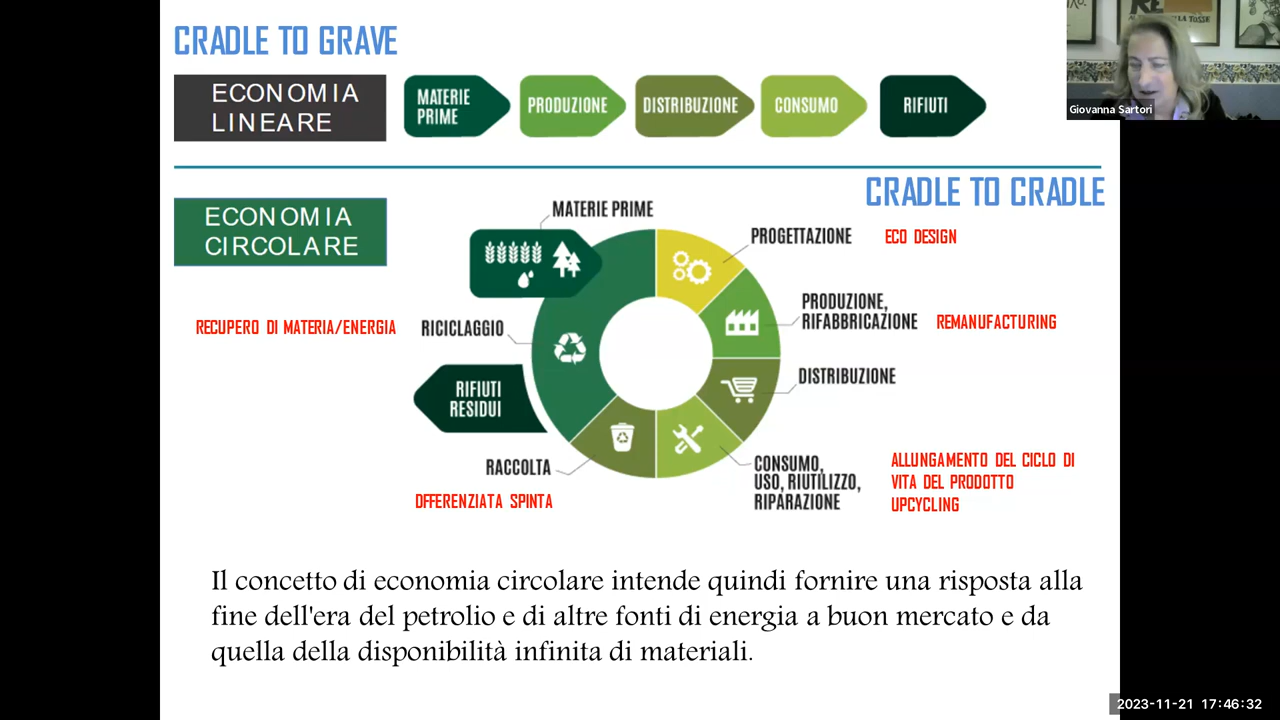 CRADLE TO GRAVE
ECONOMIA
LINEARE
MATERIE
PRIME
PRODUZIONE
DISTRIBUZIONE
CONSUMO
RIFIUTI
Giovanna Sartori
CRADLE TO CRADLE
ECONOMIA
CIRCOLARE
MATERIE PRIME
PROGETTAZIONE
ECO DESIGN
PRODUZIONE,
RIFABBRICAZIONE
REMANUFACTURING
RECUPERO DI MATERIA/ENERGIA
RICICLAGGIO
DISTRIBUZIONE
RIFIUTI
RESIDUI
RACCOLTA
DFFERENZIATA SPINTA
CONSUMO,
USO, RIUTILIZZO,
RIPARAZIONE
ALLUNGAMENTO DEL CICLO DI
VITA DEL PRODOTTO
UPCYCLING
Il concetto di economia circolare intende quindi fornire una risposta alla
fine dell'era del petrolio e di altre fonti di energia a buon mercato e da
quella della disponibilità infinita di materiali.
2023-11-21 17:46:32